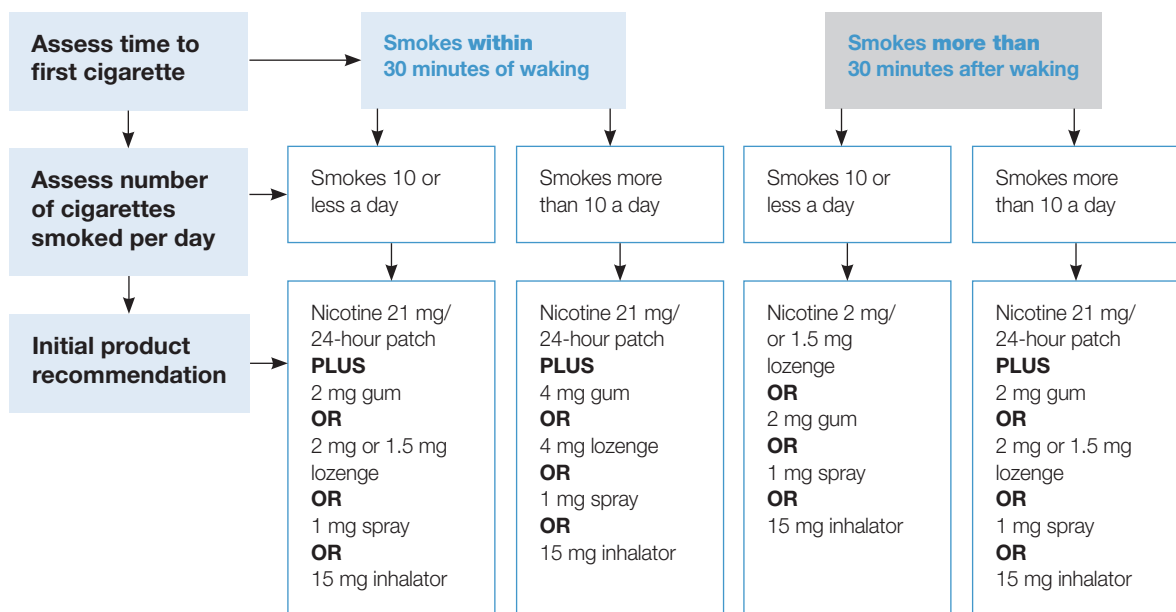 Assess time to
first cigarette
Smokes within
30 minutes of waking
Smokes more than
30 minutes after waking
Assess number
of cigarettes
smoked per day
Smokes 10 or
less a day
Smokes more
than 10 a day
Smokes 10 or
less a day
Smokes more
than 10 a day
Initial product
recommendation
Nicotine 21 mg/
24-hour patch
PLUS
2 mg gum
OR
2 mg or 1.5 mg
lozenge
OR
1 mg spray
OR
15 mg inhalator
Nicotine 21 mg/
24-hour patch
PLUS
4 mg gum
OR
4 mg lozenge
OR
1 mg spray
OR
15 mg inhalator
Nicotine 2 mg/
or 1.5 mg
lozenge
OR
2 mg gum
OR
1 mg spray
OR
15 mg inhalator
Nicotine 21 mg/
24-hour patch
PLUS
2 mg gum
OR
2 mg or 1.5 mg
lozenge
OR
1 mg spray
OR
15 mg inhalator